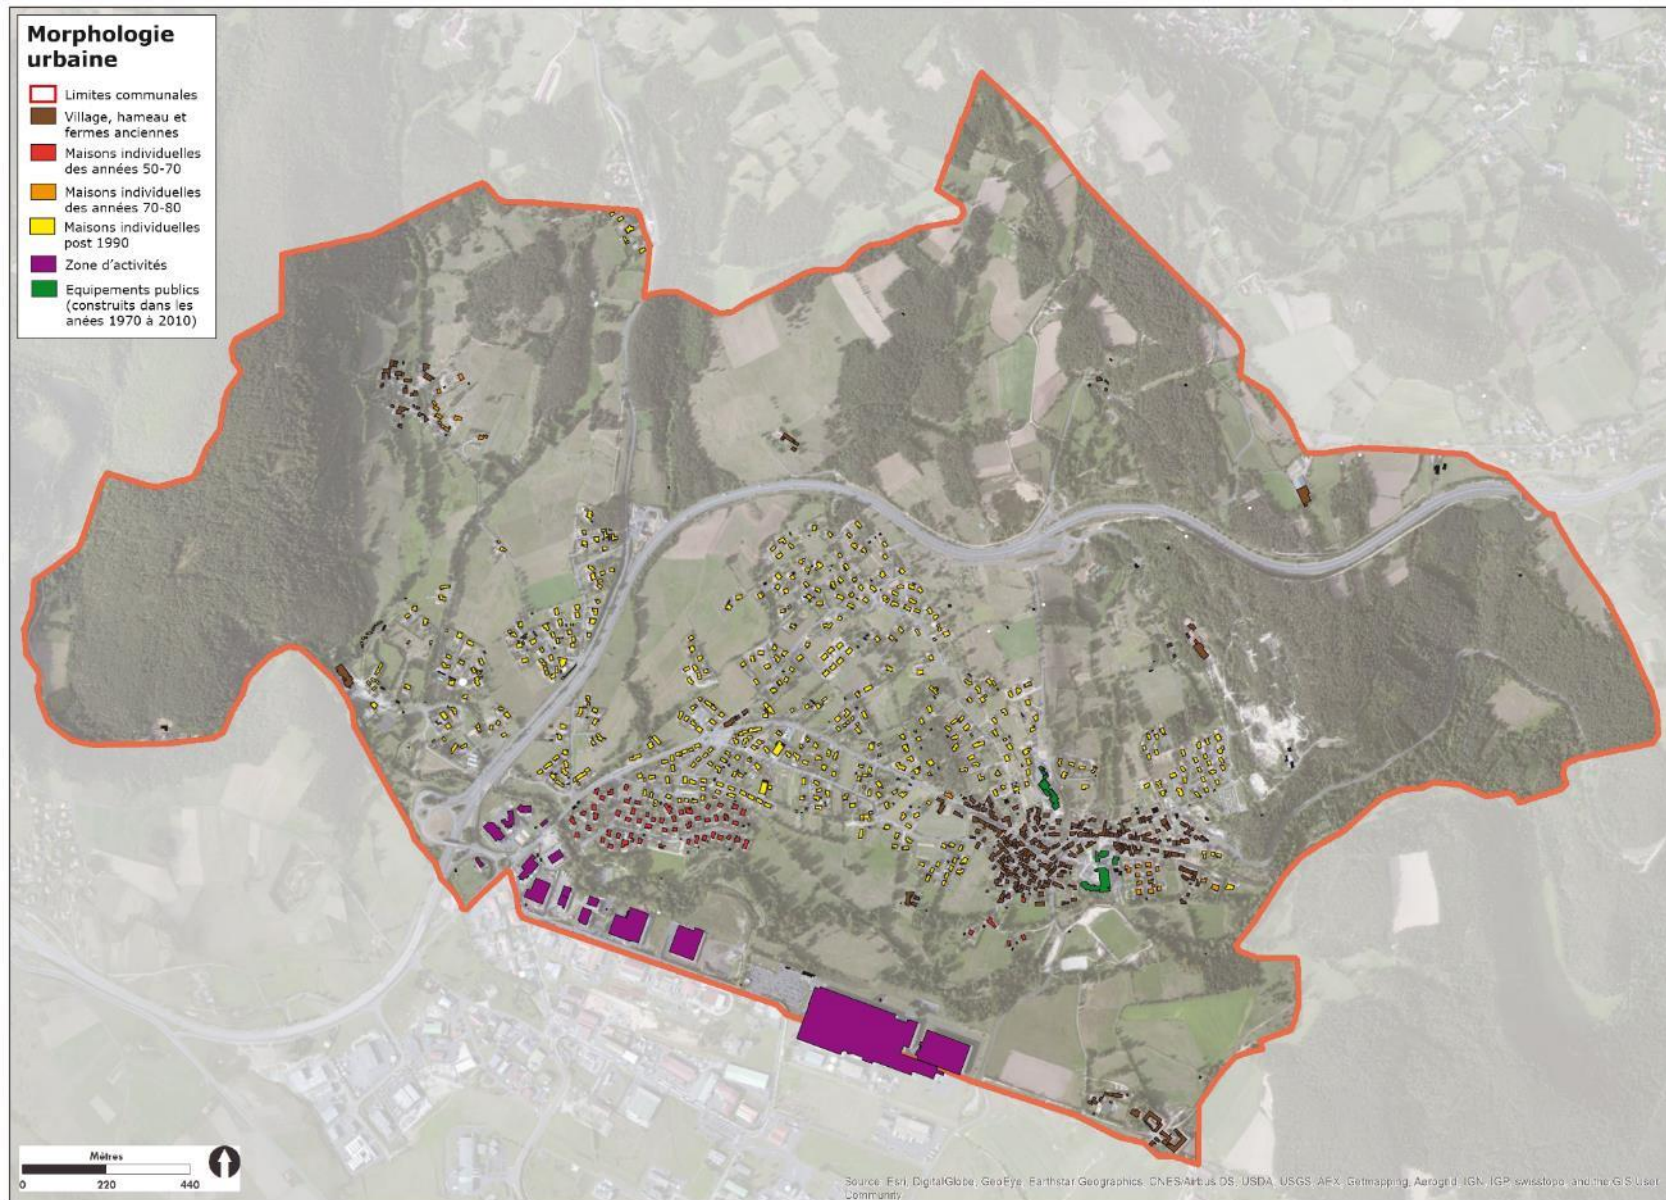 Morphologie
urbaine
Limites communales
Village, hameau et
fermes anciennes
Maisons individuelles
des années 50-70
Maisons individuelles
des années 70-80
Maisons individuelles
post 1990
Zone d'activités
Equipements publics
(construits dans les
anées 1970 à 2010)
Mètres
0 220 440
Source: Esri, DigitalGlobe, GeoEye, Earthstar Geographics, CNES/Airbus DS, USDA, USGS, AEX, Getmapping, Aerogrid, IGN, IGP, swisstopo, and the GIS User
Community